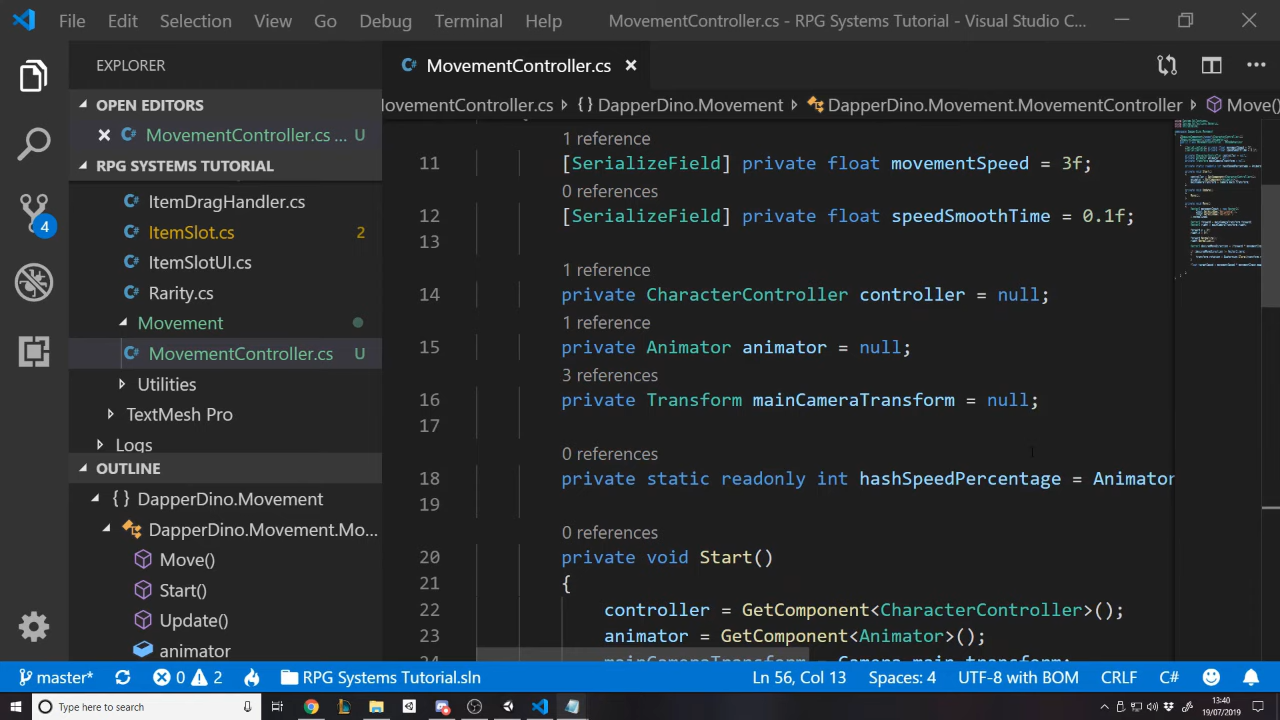 File Edit Selection View Go Debug Terminal Help MovementController.cs - RPG Systems Tutorial - Visual Studio C...
EXPLORER
OPEN EDITORS
MovementController.cs ... U
RPG SYSTEMS TUTORIAL
ItemDragHandler.cs
ItemSlot.cs 2
ItemSlotUI.cs
Rarity.cs
Movement
MovementController.cs U
Utilities
TextMesh Pro
Logs
OUTLINE
{ } DapperDino.Movement
DapperDino.Movement.Mo...
Move()
Start()
Update()
animator
4
MovementController.cs
ovementController.cs { } DapperDino.Movement DapperDino.Movement.MovementController Move()
1 reference
11 [SerializeField] private float movementSpeed = 3f;
0 references
12 [SerializeField] private float speedSmoothTime = 0.1f;
13
1 reference
14 private CharacterController controller = null;
1 reference
15 private Animator animator = null;
3 references
16 private Transform mainCameraTransform = null;
17
0 references
18 private static readonly int hashSpeedPercentage = Animator
19
0 references
20 private void Start()
21 {
22 controller = GetComponent<CharacterController>();
23 animator = GetComponent<Animator>();
24 mainCameraTransform = Camera.main.transform;
master* 0 2 RPG Systems Tutorial.sln Ln 56, Col 13 Spaces: 4 UTF-8 with BOM CRLF C#
Type here to search
13:40
19/07/2019